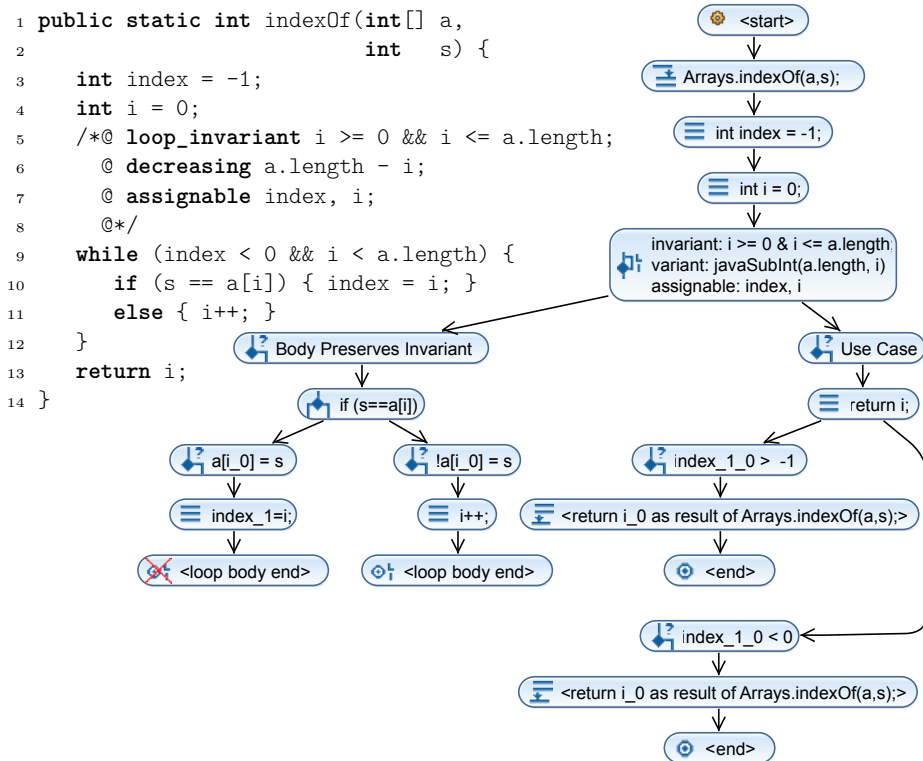 1 public static int indexOf(int[] a,
2 int s) {
3 int index = -1;
4 int i = 0;
5 /*@ loop_invariant i >= 0 && i <= a.length;
6 @ decreasing a.length - i;
7 @ assignable index, i;
8 @*/
9 while (index < 0 && i < a.length) {
10 if (s == a[i]) { index = i; }
11 else { i++; }
12 }
13 return i;
14 }
<start>
Arrays.indexOf(a,s);
int index = -1;
int i = 0;
invariant: i >= 0 & i <= a.length
variant: javaSubInt(a.length, i)
assignable: index, i
Body Preserves Invariant
Use Case
if (s==a[i])
return i;
a[i_0] = s
!a[i_0] = s
index_1_0 > -1
index_1=i;
i++;
<return i_0 as result of Arrays.indexOf(a,s);>
<loop body end>
<loop body end>
<end>
index_1_0 < 0
<return i_0 as result of Arrays.indexOf(a,s);>
<end>